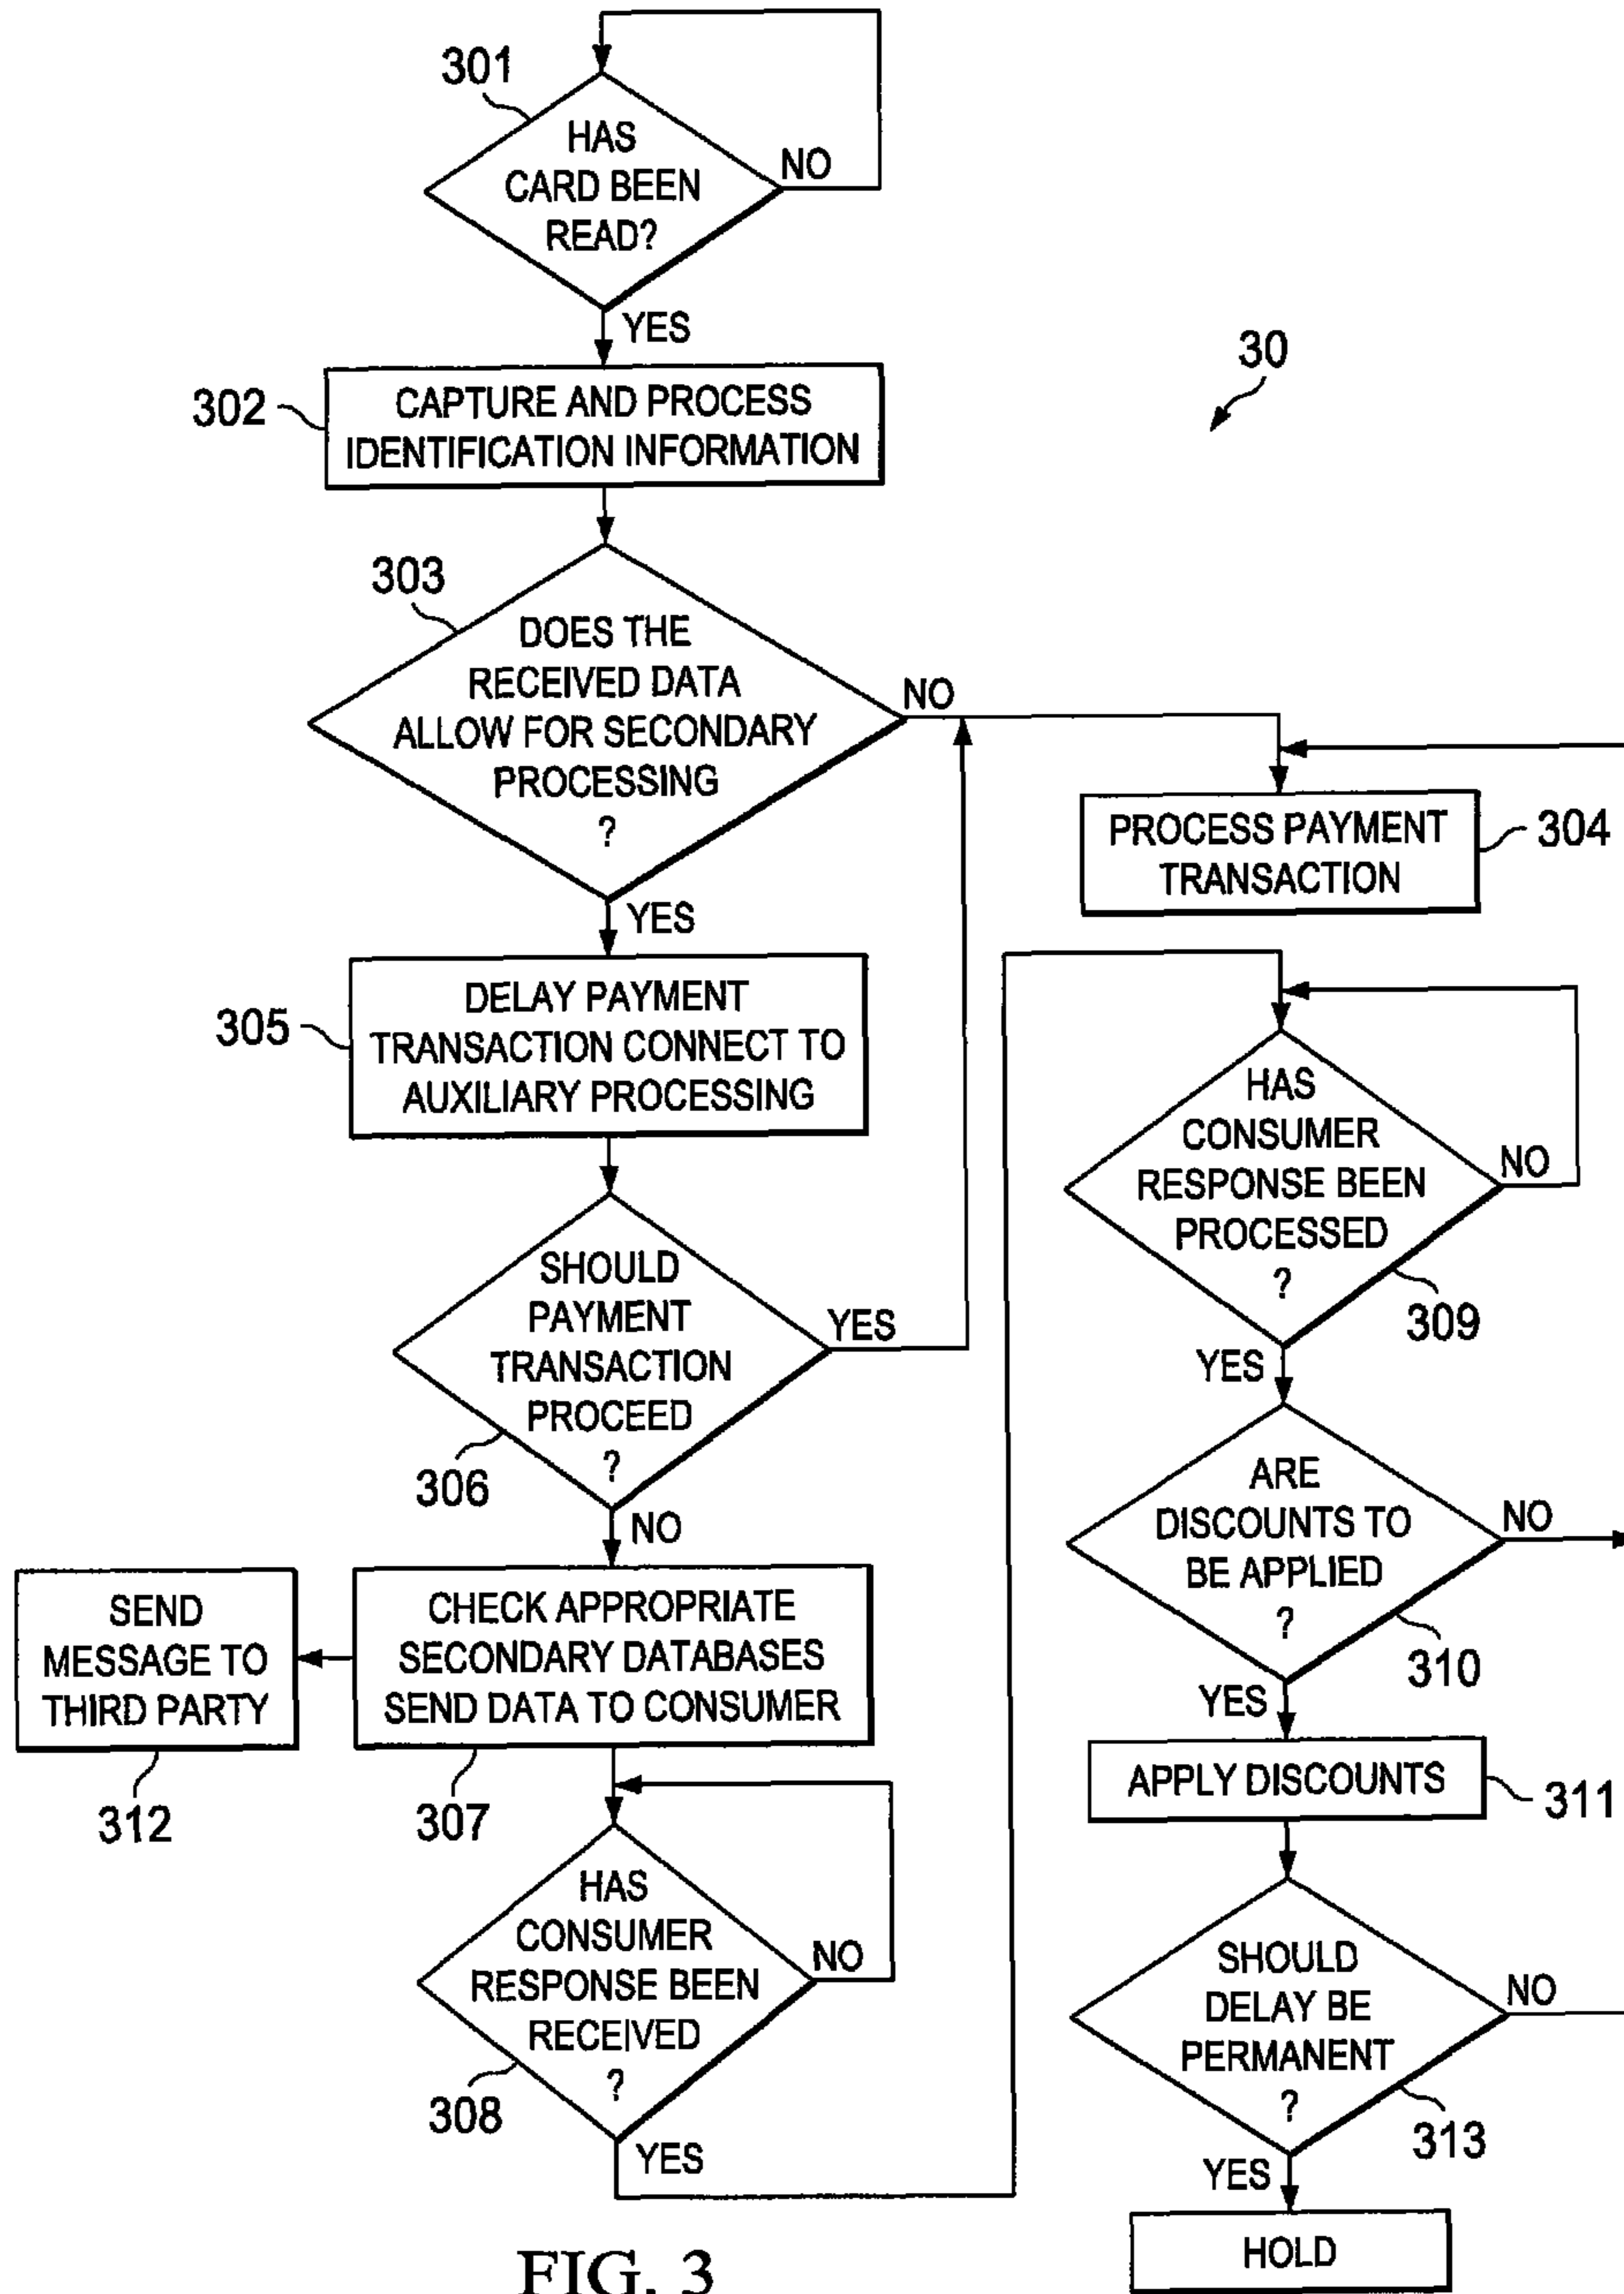 301
HAS
CARD BEEN
READ?
NO
YES
30
302
CAPTURE AND PROCESS
IDENTIFICATION INFORMATION
303
DOES THE
RECEIVED DATA
ALLOW FOR SECONDARY
PROCESSING
?
NO
YES
PROCESS PAYMENT
TRANSACTION
304
305
DELAY PAYMENT
TRANSACTION CONNECT TO
AUXILIARY PROCESSING
SHOULD
PAYMENT
TRANSACTION
PROCEED
?
YES
306
NO
SEND
MESSAGE TO
THIRD PARTY
312
CHECK APPROPRIATE
SECONDARY DATABASES
SEND DATA TO CONSUMER
307
HAS
CONSUMER
RESPONSE BEEN
RECEIVED
?
NO
308
YES
HAS
CONSUMER
RESPONSE BEEN
PROCESSED
?
NO
309
YES
ARE
DISCOUNTS TO
BE APPLIED
?
NO
310
YES
APPLY DISCOUNTS
311
SHOULD
DELAY BE
PERMANENT
?
NO
313
YES
HOLD
FIG. 3